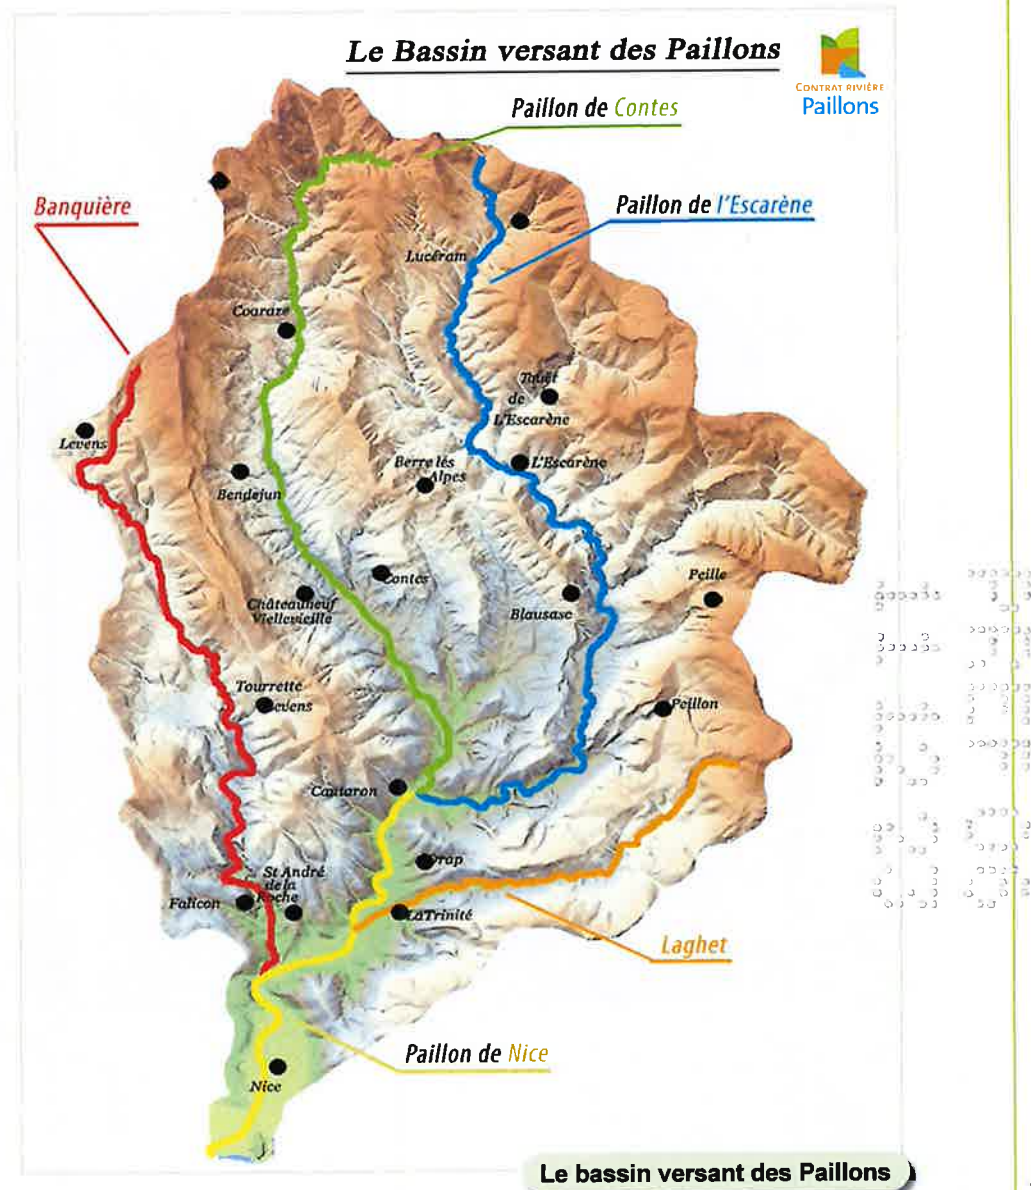 Le Bassin versant des Paillons
CONTRAT RIVIÈRE
Paillons
Paillon de Contes
Banquière
Paillon de l'Escarène
Lucéram
Coaraze
Touët
de
L'Escarène
Levens
L'Escarène
Berre lès
Alpes
Bendejun
Contes
Peille
Châteauneuf
Villevieille
Blausasc
Tourrette
Levens
Peillon
Cantaron
Drap
St André
de la
Roche
Falicon
La Trinité
Laghet
Paillon de Nice
Nice
Le bassin versant des Paillons